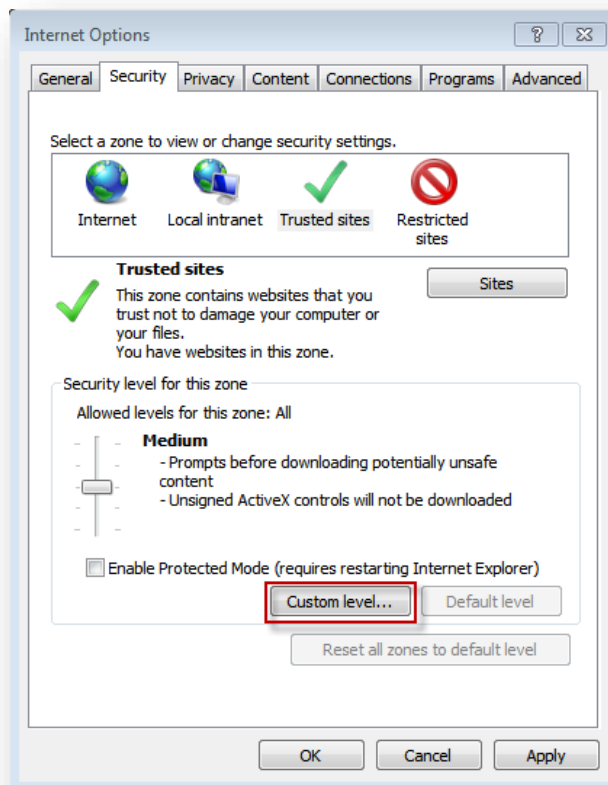 Internet Options
General Security Privacy Content Connections Programs Advanced
Select a zone to view or change security settings.
Internet Local intranet Trusted sites Restricted
sites
Trusted sites
Sites
This zone contains websites that you
trust not to damage your computer or
your files.
You have websites in this zone.
Security level for this zone
Allowed levels for this zone: All
Medium
- Prompts before downloading potentially unsafe
content
- Unsigned ActiveX controls will not be downloaded
Enable Protected Mode (requires restarting Internet Explorer)
Custom level... Default level
Reset all zones to default level
OK Cancel Apply